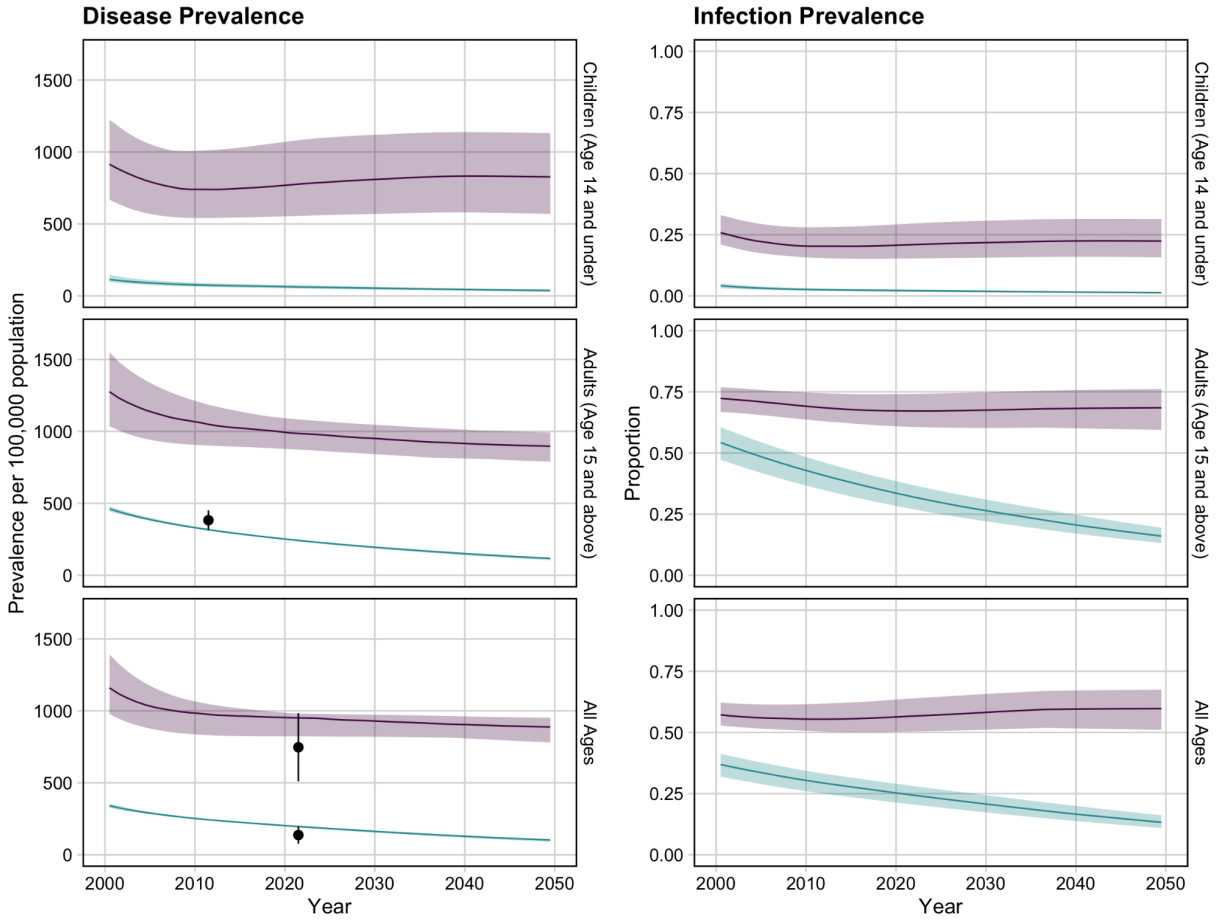 Disease Prevalence
Infection Prevalence
Prevalence per 100,000 population
1500
1000
500
0
Children (Age 14 and under)
1500
1000
500
0
Adults (Age 15 and above)
1500
1000
500
0
All Ages
2000 2010 2020 2030 2040 2050
Year
Proportion
1.00
0.75
0.50
0.25
0.00
Children (Age 14 and under)
1.00
0.75
0.50
0.25
0.00
Adults (Age 15 and above)
1.00
0.75
0.50
0.25
0.00
All Ages
2000 2010 2020 2030 2040 2050
Year